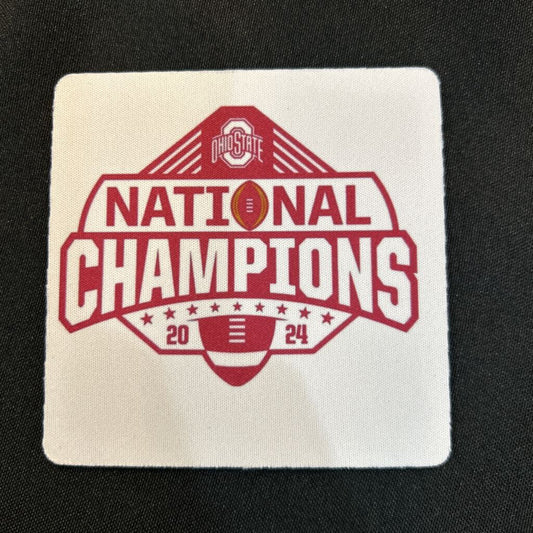 OHIO STATE
NATIONAL
CHAMPIONS
20 24